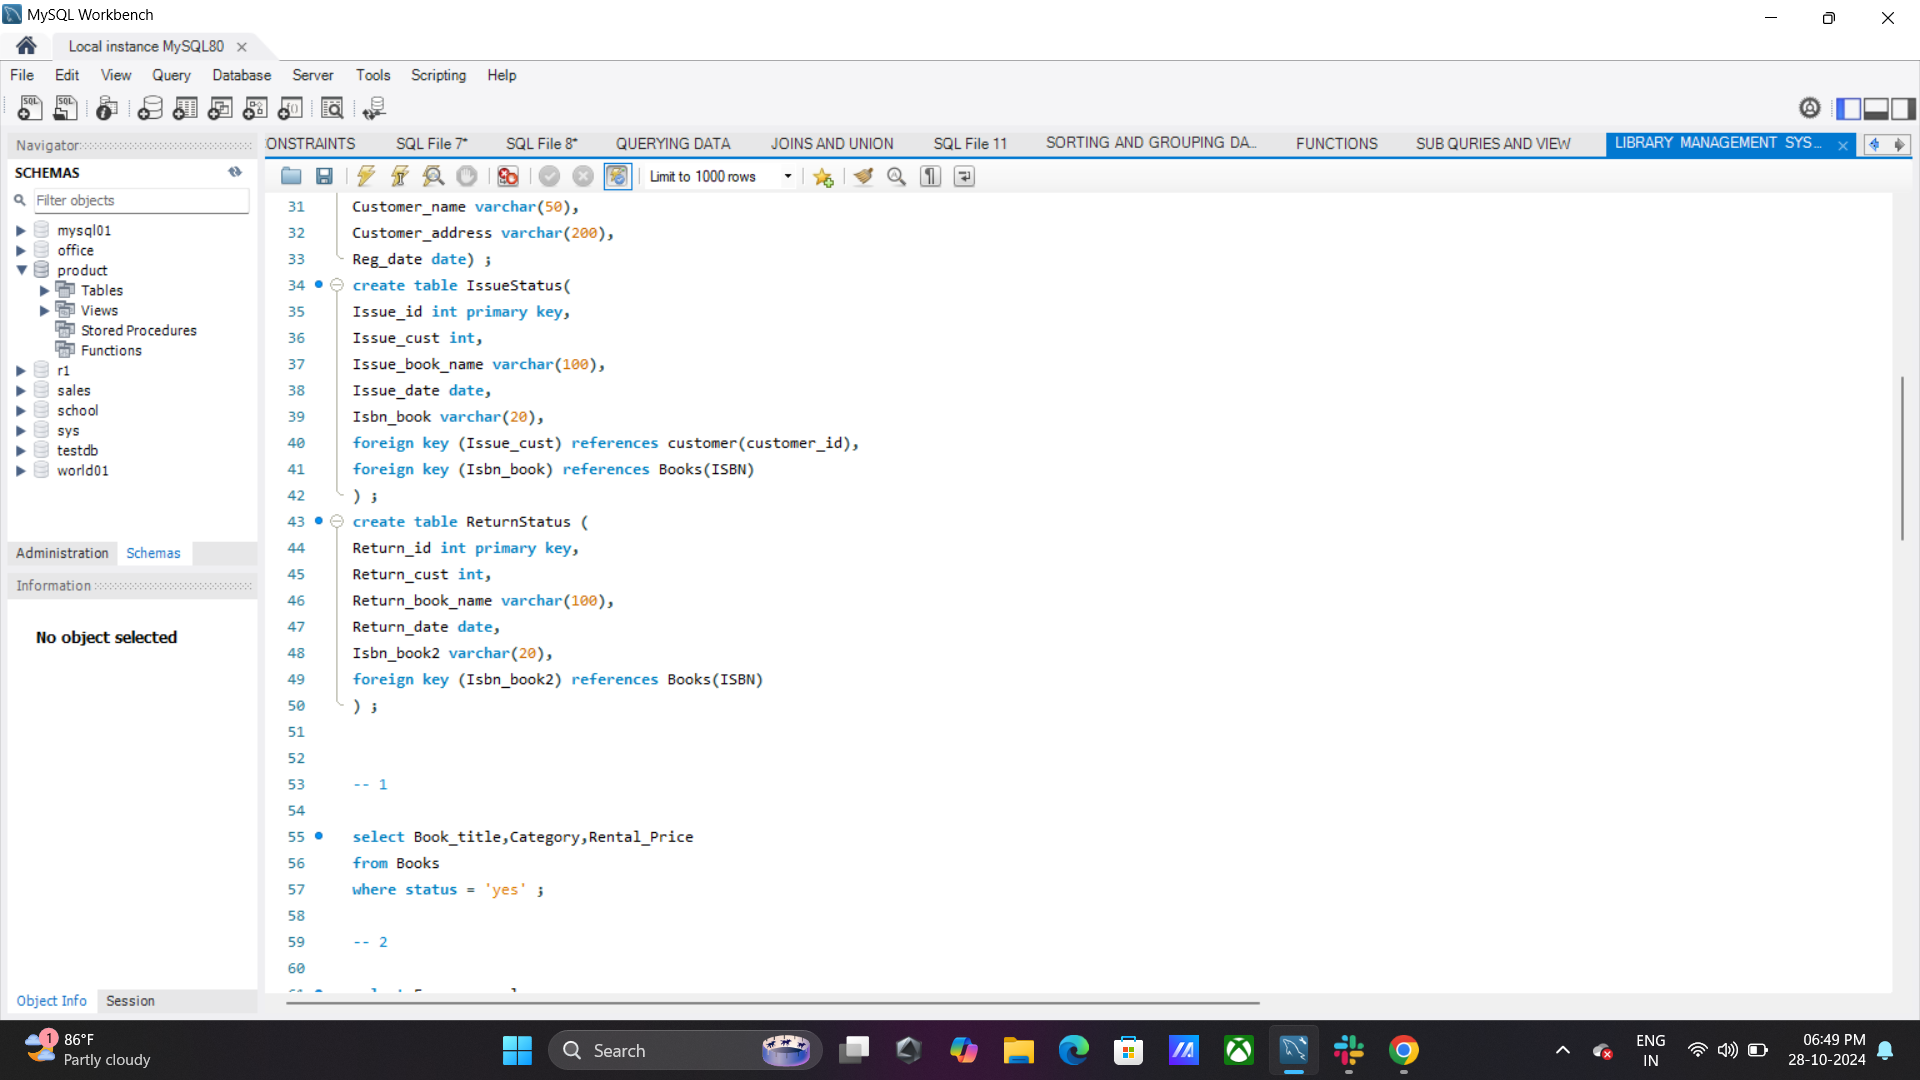 MySQL Workbench
Local instance MySQL80
File Edit View Query Database Server Tools Scripting Help
Navigator
SCHEMAS
Filter objects
mysql01
office
product
Tables
Views
Stored Procedures
Functions
r1
sales
school
sys
testdb
world01
Administration Schemas
Information
No object selected
Object Info Session
ONSTRAINTS SQL File 7* SQL File 8* QUERYING DATA JOINS AND UNION SQL File 11 SORTING AND GROUPING DA... FUNCTIONS SUB QURIES AND VIEW LIBRARY MANAGEMENT SYS...
Limit to 1000 rows
31 Customer_name varchar(50),
32 Customer_address varchar(200),
33 Reg_date date) ;
34 create table IssueStatus(
35 Issue_id int primary key,
36 Issue_cust int,
37 Issue_book_name varchar(100),
38 Issue_date date,
39 Isbn_book varchar(20),
40 foreign key (Issue_cust) references customer(customer_id),
41 foreign key (Isbn_book) references Books(ISBN)
42 ) ;
43 create table ReturnStatus (
44 Return_id int primary key,
45 Return_cust int,
46 Return_book_name varchar(100),
47 Return_date date,
48 Isbn_book2 varchar(20),
49 foreign key (Isbn_book2) references Books(ISBN)
50 ) ;
51
52
53 -- 1
54
55 select Book_title,Category,Rental_Price
56 from Books
57 where status = 'yes' ;
58
59 -- 2
60
1
86°F
Partly cloudy
Search
ENG
IN
06:49 PM
28-10-2024